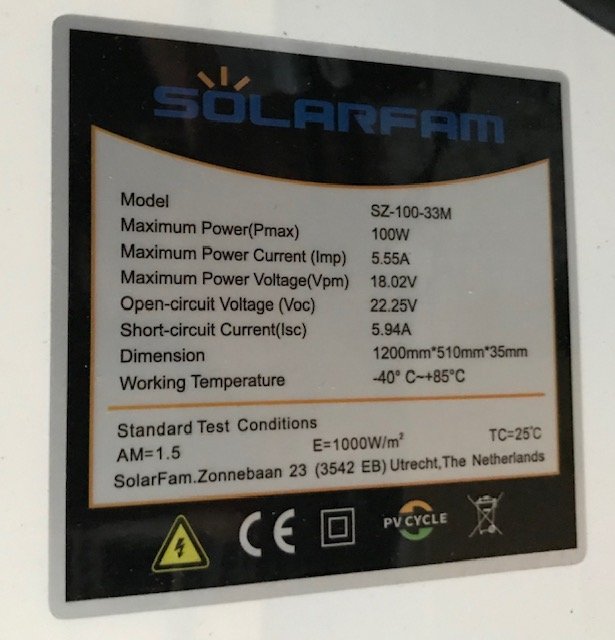 SOLARFAM
Model SZ-100-33M
Maximum Power(Pmax) 100W
Maximum Power Current (Imp) 5.55A
Maximum Power Voltage(Vpm) 18.02V
Open-circuit Voltage (Voc) 22.25V
Short-circuit Current(Isc) 5.94A
Dimension 1200mm*510mm*35mm
Working Temperature -40° C~+85°C
Standard Test Conditions
AM=1.5 E=1000W/m² TC=25℃
SolarFam.Zonnebaan 23 (3542 EB) Utrecht,The Netherlands
CE PV CYCLE